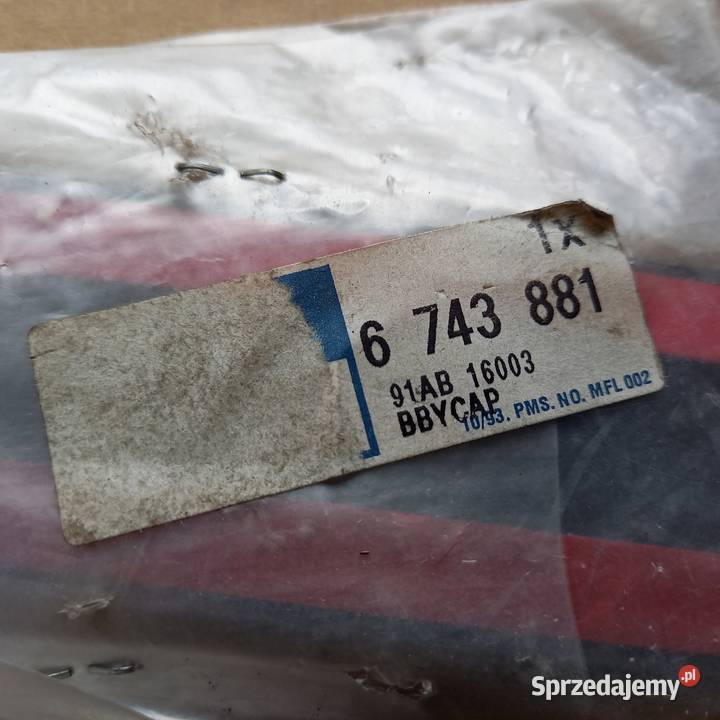 1x
6 743 881
91AB 16003
BBYCAP
10/93. PMS. NO. MFL 002
Sprzedajemy.pl